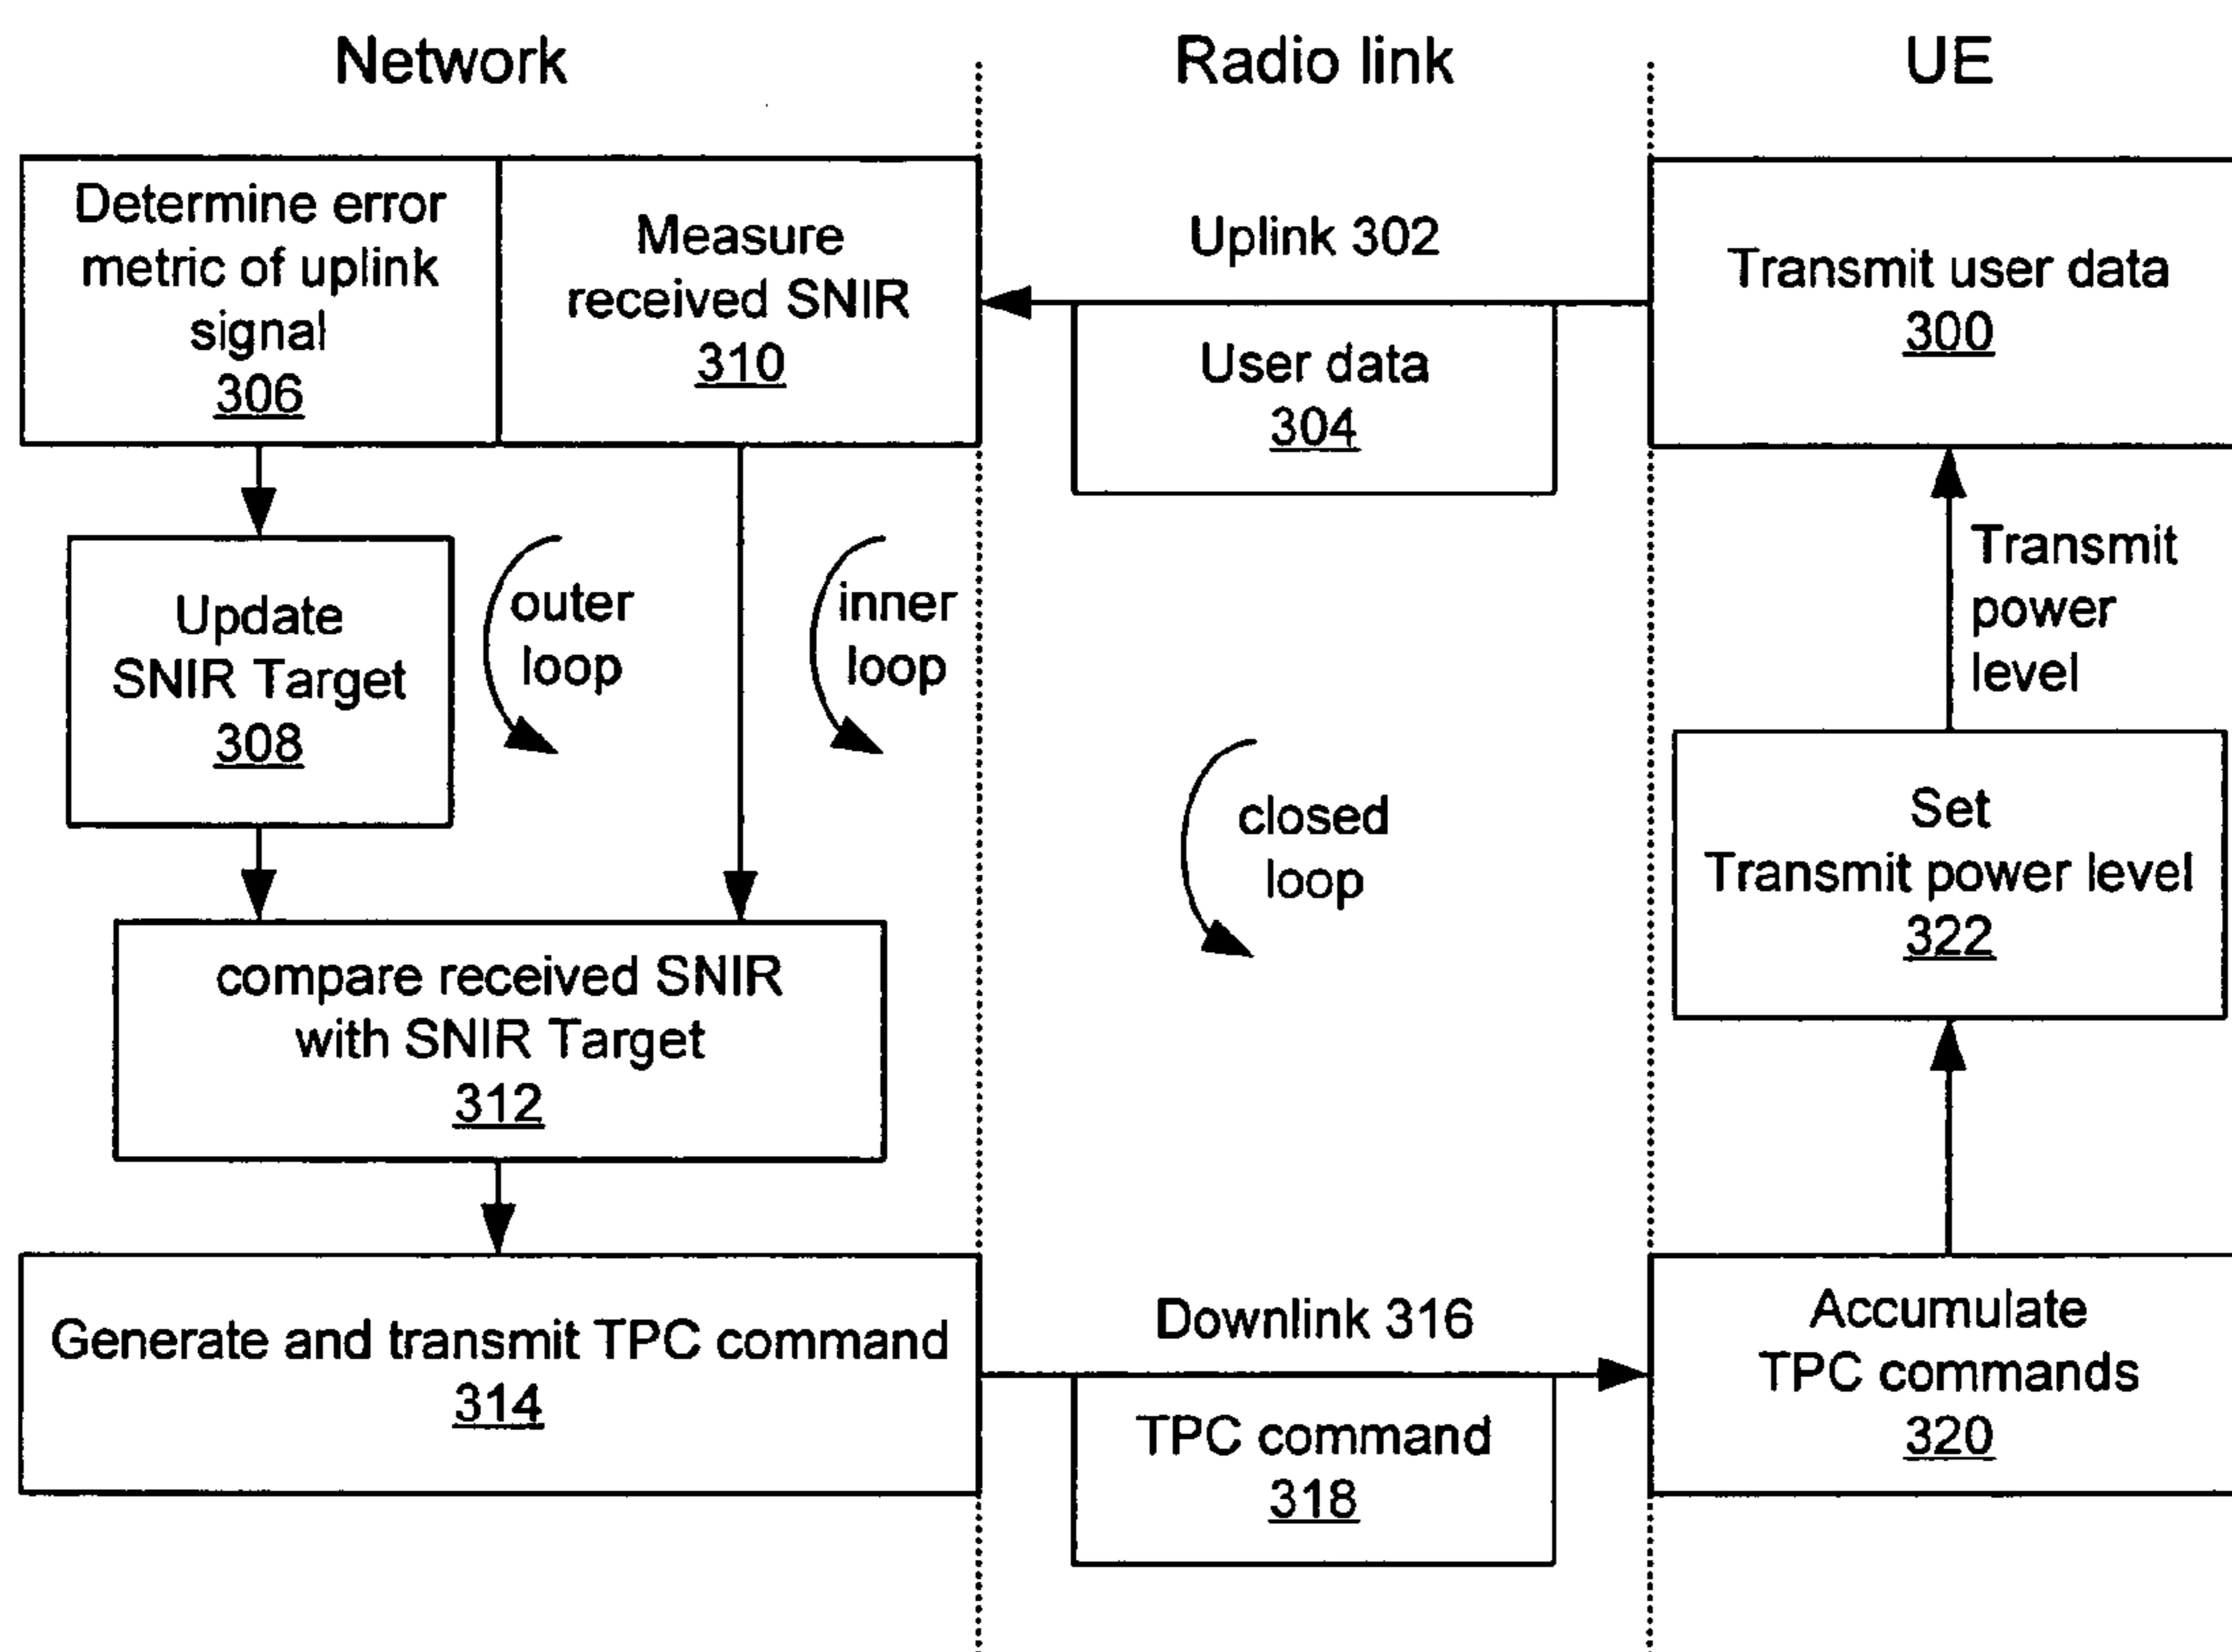 Network
Radio link
UE
Determine error
metric of uplink
signal
306
Measure
received SNIR
310
Uplink 302
User data
304
Transmit user data
300
Update
SNIR Target
308
outer
loop
inner
loop
closed
loop
Transmit
power
level
Set
Transmit power level
322
compare received SNIR
with SNIR Target
312
Generate and transmit TPC command
314
Downlink 316
TPC command
318
Accumulate
TPC commands
320